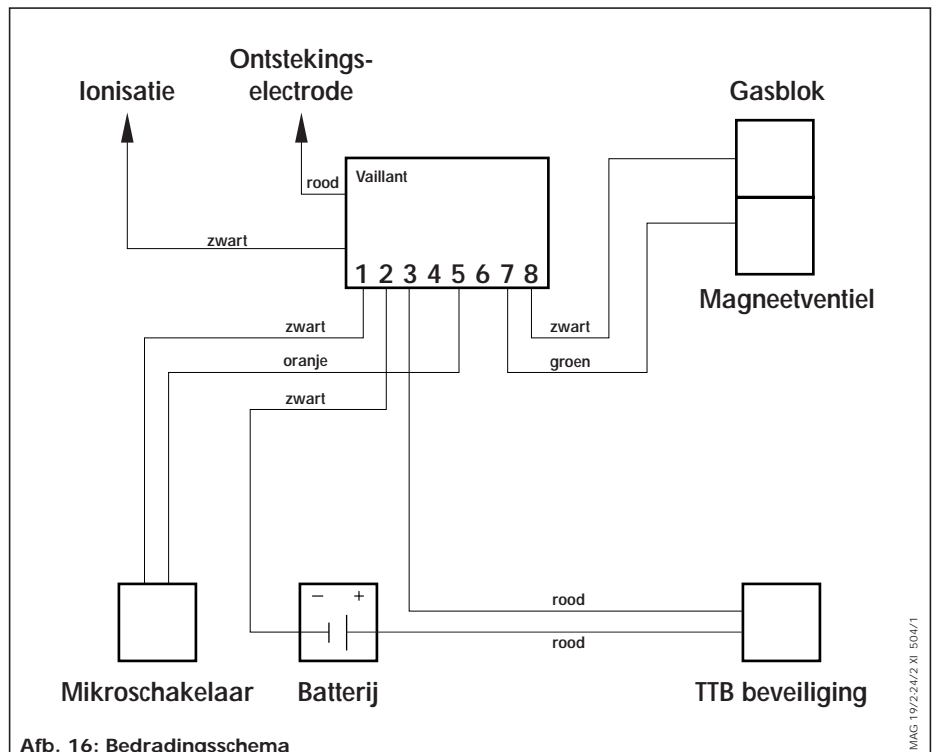 Ontstekings-
electrode
Ionisatie
Gasblok
rood
Vaillant
zwart
1 2 3 4 5 6 7 8
Magneetventiel
zwart
zwart
oranje
groen
zwart
− +
rood
rood
Mikroschakelaar
Batterij
TTB beveiliging
MAG 19/2-24/2 XI 504/1
Afb. 16: Bedradingsschema